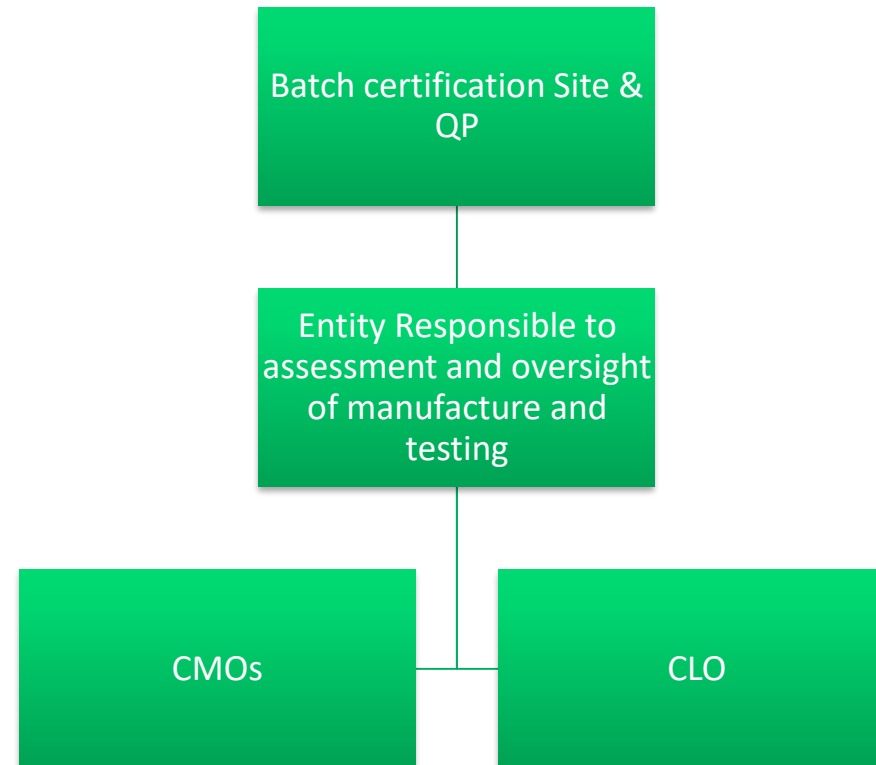 Batch certification Site &
QP
Entity Responsible to
assessment and oversight
of manufacture and
testing
CMOs
CLO